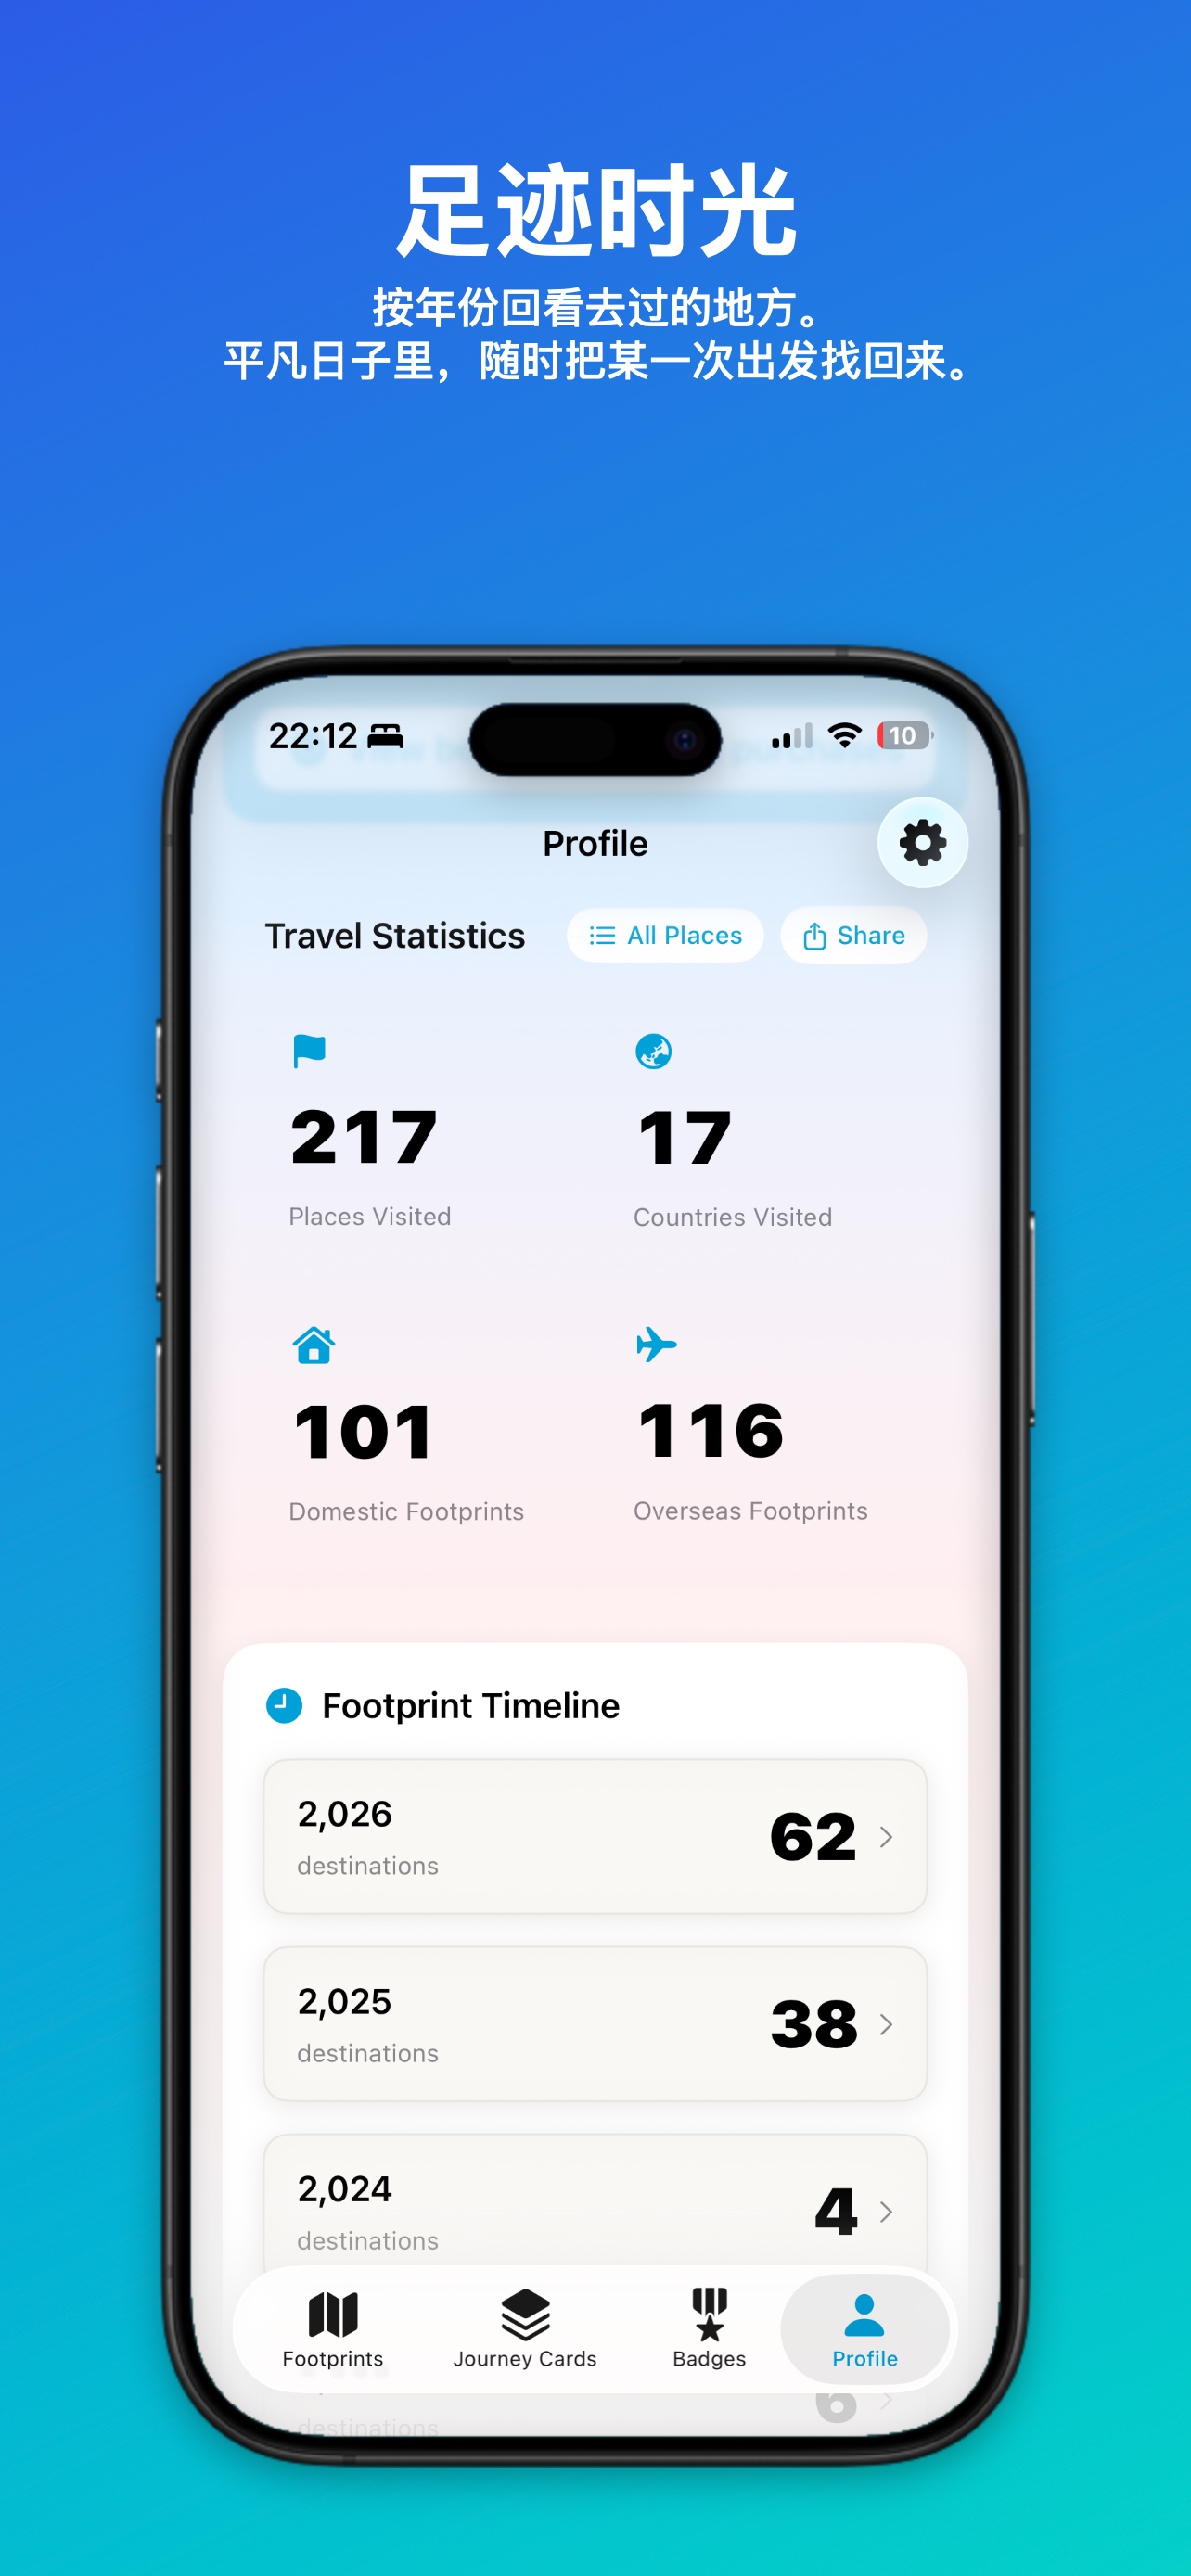 足迹时光
按年份回看去过的地方。
平凡日子里，随时把某一次出发找回来。
22:12
10
Profile
Travel Statistics
All Places
Share
217
17
Places Visited
Countries Visited
101
116
Domestic Footprints
Overseas Footprints
Footprint Timeline
2,026
62
destinations
2,025
38
destinations
2,024
4
destinations
Footprints
Journey Cards
Badges
Profile
6
destinations